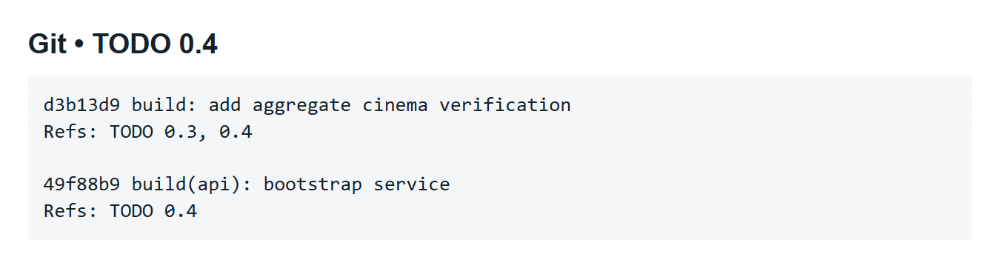 Git • TODO 0.4
d3b13d9 build: add aggregate cinema verification
Refs: TODO 0.3, 0.4
49f88b9 build(api): bootstrap service
Refs: TODO 0.4